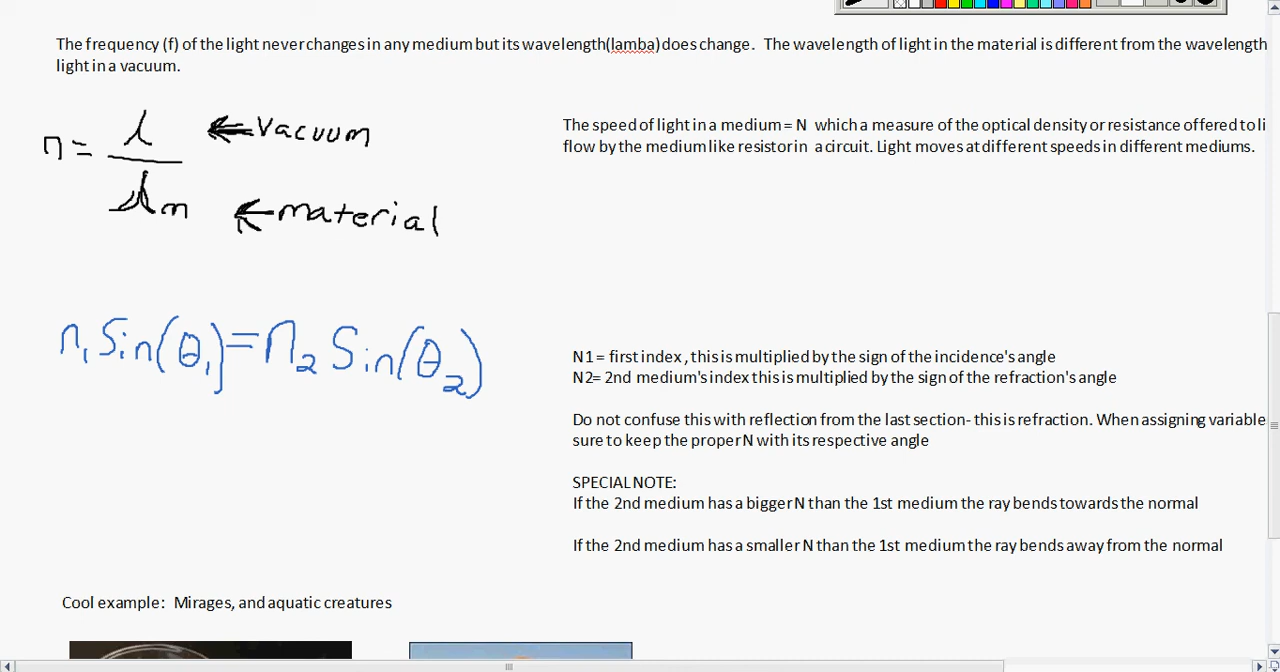 The frequency (f) of the light never changes in any medium but its wavelength(lamba) does change. The wavelength of light in the material is different from the wavelength
light in a vacuum.
n = λ ← Vacuum
λm ← material
The speed of light in a medium = N which a measure of the optical density or resistance offered to li
flow by the medium like resistor in a circuit. Light moves at different speeds in different mediums.
n1 Sin(θ1) = n2 Sin(θ2)
N1 = first index , this is multiplied by the sign of the incidence's angle
N2= 2nd medium's index this is multiplied by the sign of the refraction's angle
Do not confuse this with reflection from the last section- this is refraction. When assigning variable
sure to keep the proper N with its respective angle
SPECIAL NOTE:
If the 2nd medium has a bigger N than the 1st medium the ray bends towards the normal
If the 2nd medium has a smaller N than the 1st medium the ray bends away from the normal
Cool example: Mirages, and aquatic creatures